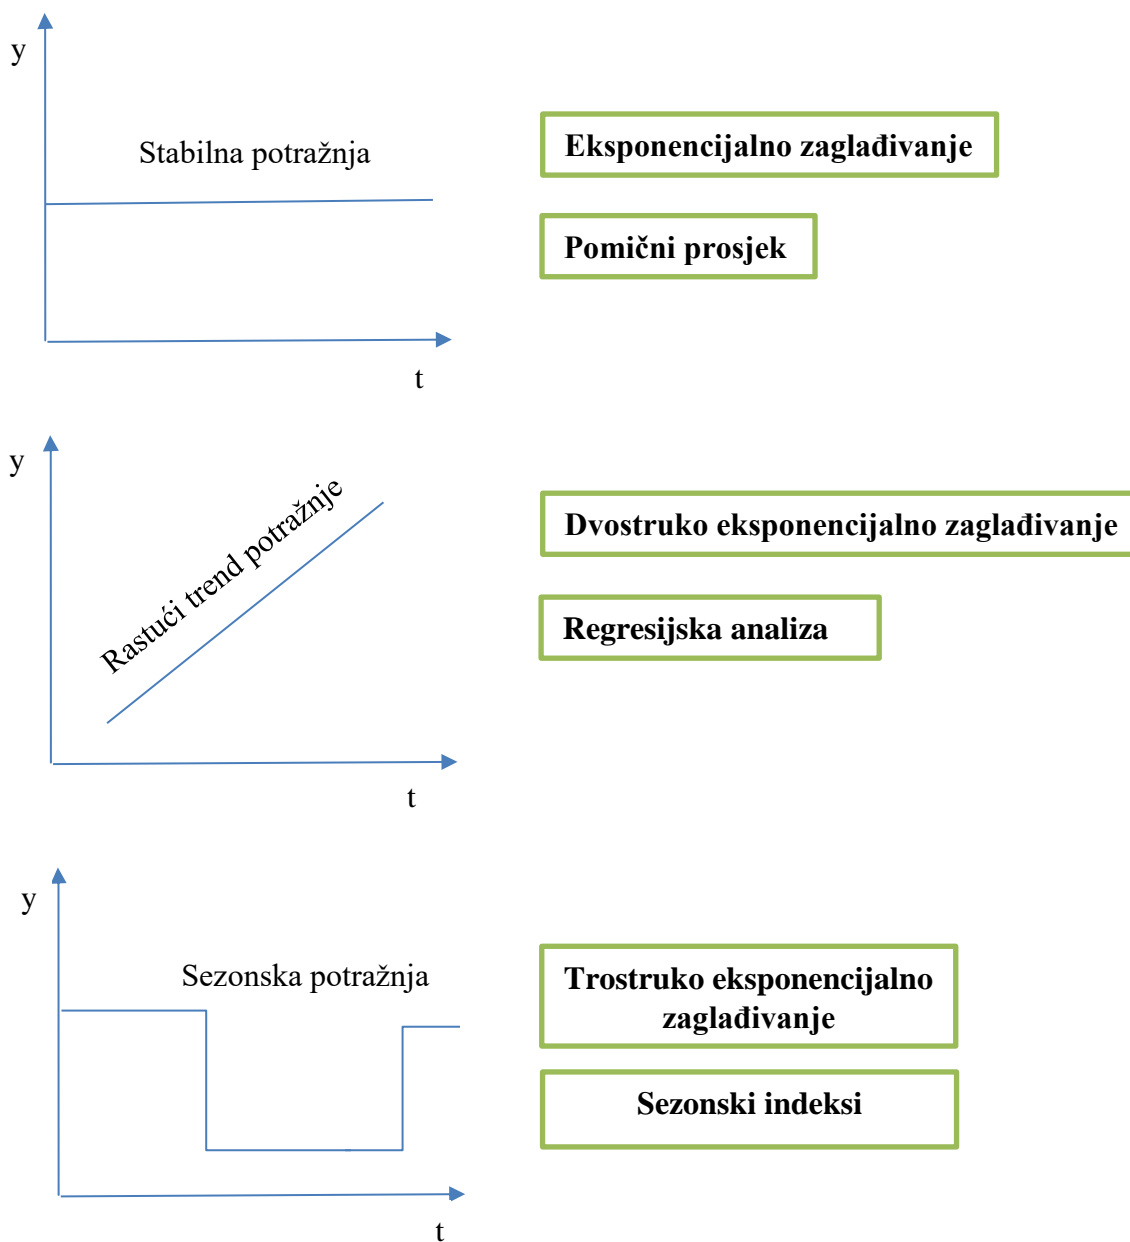 y
Stabilna potražnja
Eksponencijalno zaglađivanje
Pomični prosjek
t
y
Rastući trend potražnje
Dvostruko eksponencijalno zaglađivanje
Regresijska analiza
t
y
Sezonska potražnja
Trostruko eksponencijalno
zaglađivanje
Sezonski indeksi
t